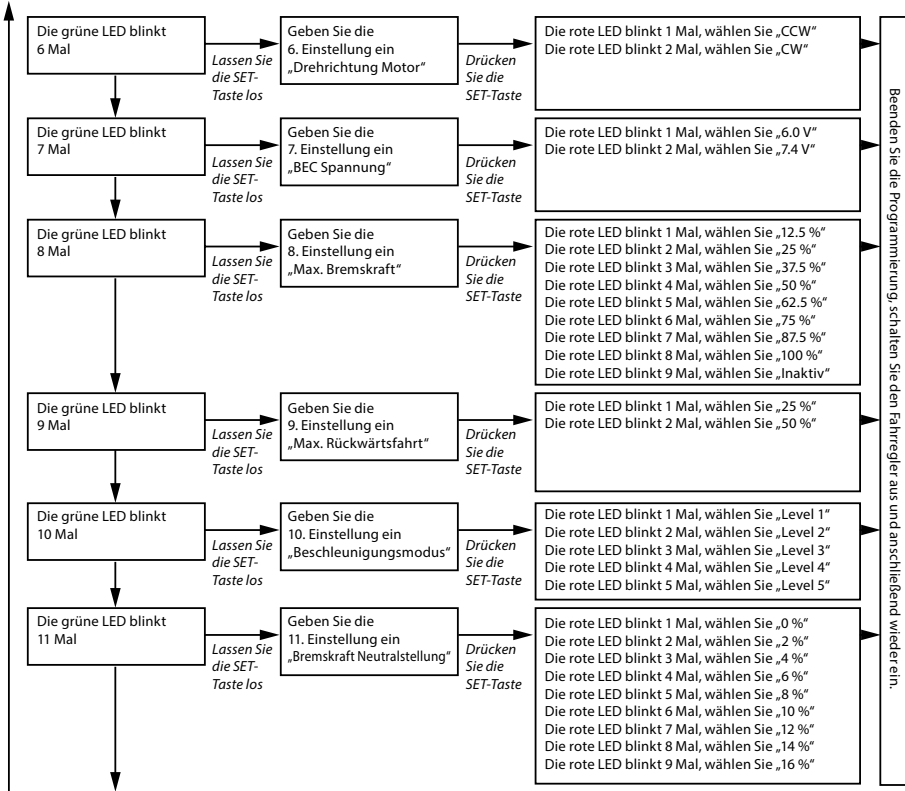 Die grüne LED blinkt
6 Mal
Lassen Sie
die SET-
Taste los
Geben Sie die
6. Einstellung ein
„Drehrichtung Motor“
Drücken
Sie die
SET-Taste
Die rote LED blinkt 1 Mal, wählen Sie „CCW“
Die rote LED blinkt 2 Mal, wählen Sie „CW“
Die grüne LED blinkt
7 Mal
Lassen Sie
die SET-
Taste los
Geben Sie die
7. Einstellung ein
„BEC Spannung“
Drücken
Sie die
SET-Taste
Die rote LED blinkt 1 Mal, wählen Sie „6.0 V“
Die rote LED blinkt 2 Mal, wählen Sie „7.4 V“
Die grüne LED blinkt
8 Mal
Lassen Sie
die SET-
Taste los
Geben Sie die
8. Einstellung ein
„Max. Bremskraft“
Drücken
Sie die
SET-Taste
Die rote LED blinkt 1 Mal, wählen Sie „12.5 %“
Die rote LED blinkt 2 Mal, wählen Sie „25 %“
Die rote LED blinkt 3 Mal, wählen Sie „37.5 %“
Die rote LED blinkt 4 Mal, wählen Sie „50 %“
Die rote LED blinkt 5 Mal, wählen Sie „62.5 %“
Die rote LED blinkt 6 Mal, wählen Sie „75 %“
Die rote LED blinkt 7 Mal, wählen Sie „87.5 %“
Die rote LED blinkt 8 Mal, wählen Sie „100 %“
Die rote LED blinkt 9 Mal, wählen Sie „Inaktiv“
Die grüne LED blinkt
9 Mal
Lassen Sie
die SET-
Taste los
Geben Sie die
9. Einstellung ein
„Max. Rückwärtsfahrt“
Drücken
Sie die
SET-Taste
Die rote LED blinkt 1 Mal, wählen Sie „25 %“
Die rote LED blinkt 2 Mal, wählen Sie „50 %“
Die grüne LED blinkt
10 Mal
Lassen Sie
die SET-
Taste los
Geben Sie die
10. Einstellung ein
„Beschleunigungsmodus“
Drücken
Sie die
SET-Taste
Die rote LED blinkt 1 Mal, wählen Sie „Level 1“
Die rote LED blinkt 2 Mal, wählen Sie „Level 2“
Die rote LED blinkt 3 Mal, wählen Sie „Level 3“
Die rote LED blinkt 4 Mal, wählen Sie „Level 4“
Die rote LED blinkt 5 Mal, wählen Sie „Level 5“
Die grüne LED blinkt
11 Mal
Lassen Sie
die SET-
Taste los
Geben Sie die
11. Einstellung ein
„Bremskraft Neutralstellung“
Drücken
Sie die
SET-Taste
Die rote LED blinkt 1 Mal, wählen Sie „0 %“
Die rote LED blinkt 2 Mal, wählen Sie „2 %“
Die rote LED blinkt 3 Mal, wählen Sie „4 %“
Die rote LED blinkt 4 Mal, wählen Sie „6 %“
Die rote LED blinkt 5 Mal, wählen Sie „8 %“
Die rote LED blinkt 6 Mal, wählen Sie „10 %“
Die rote LED blinkt 7 Mal, wählen Sie „12 %“
Die rote LED blinkt 8 Mal, wählen Sie „14 %“
Die rote LED blinkt 9 Mal, wählen Sie „16 %“
Beenden Sie die Programmierung, schalten Sie den Fahrregler aus und anschließend wieder ein.